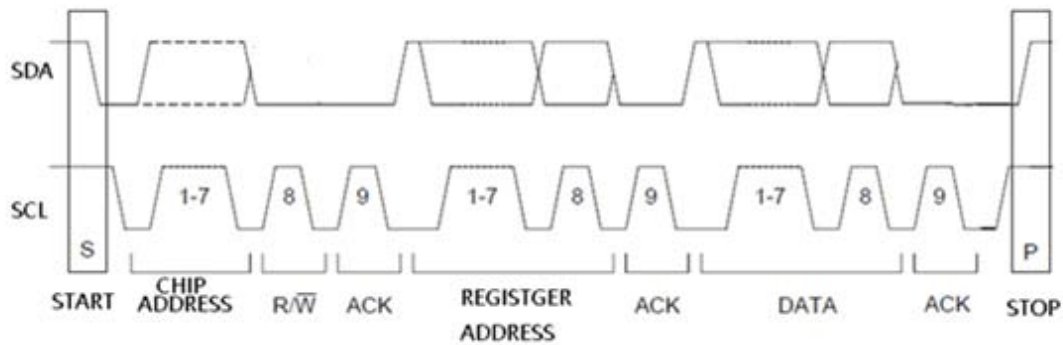 SDA
SCL
1-7 8 9 1-7 8 9 1-7 8 9
S P
START CHIP ADDRESS R/W ACK REGISTGER ADDRESS ACK DATA ACK STOP